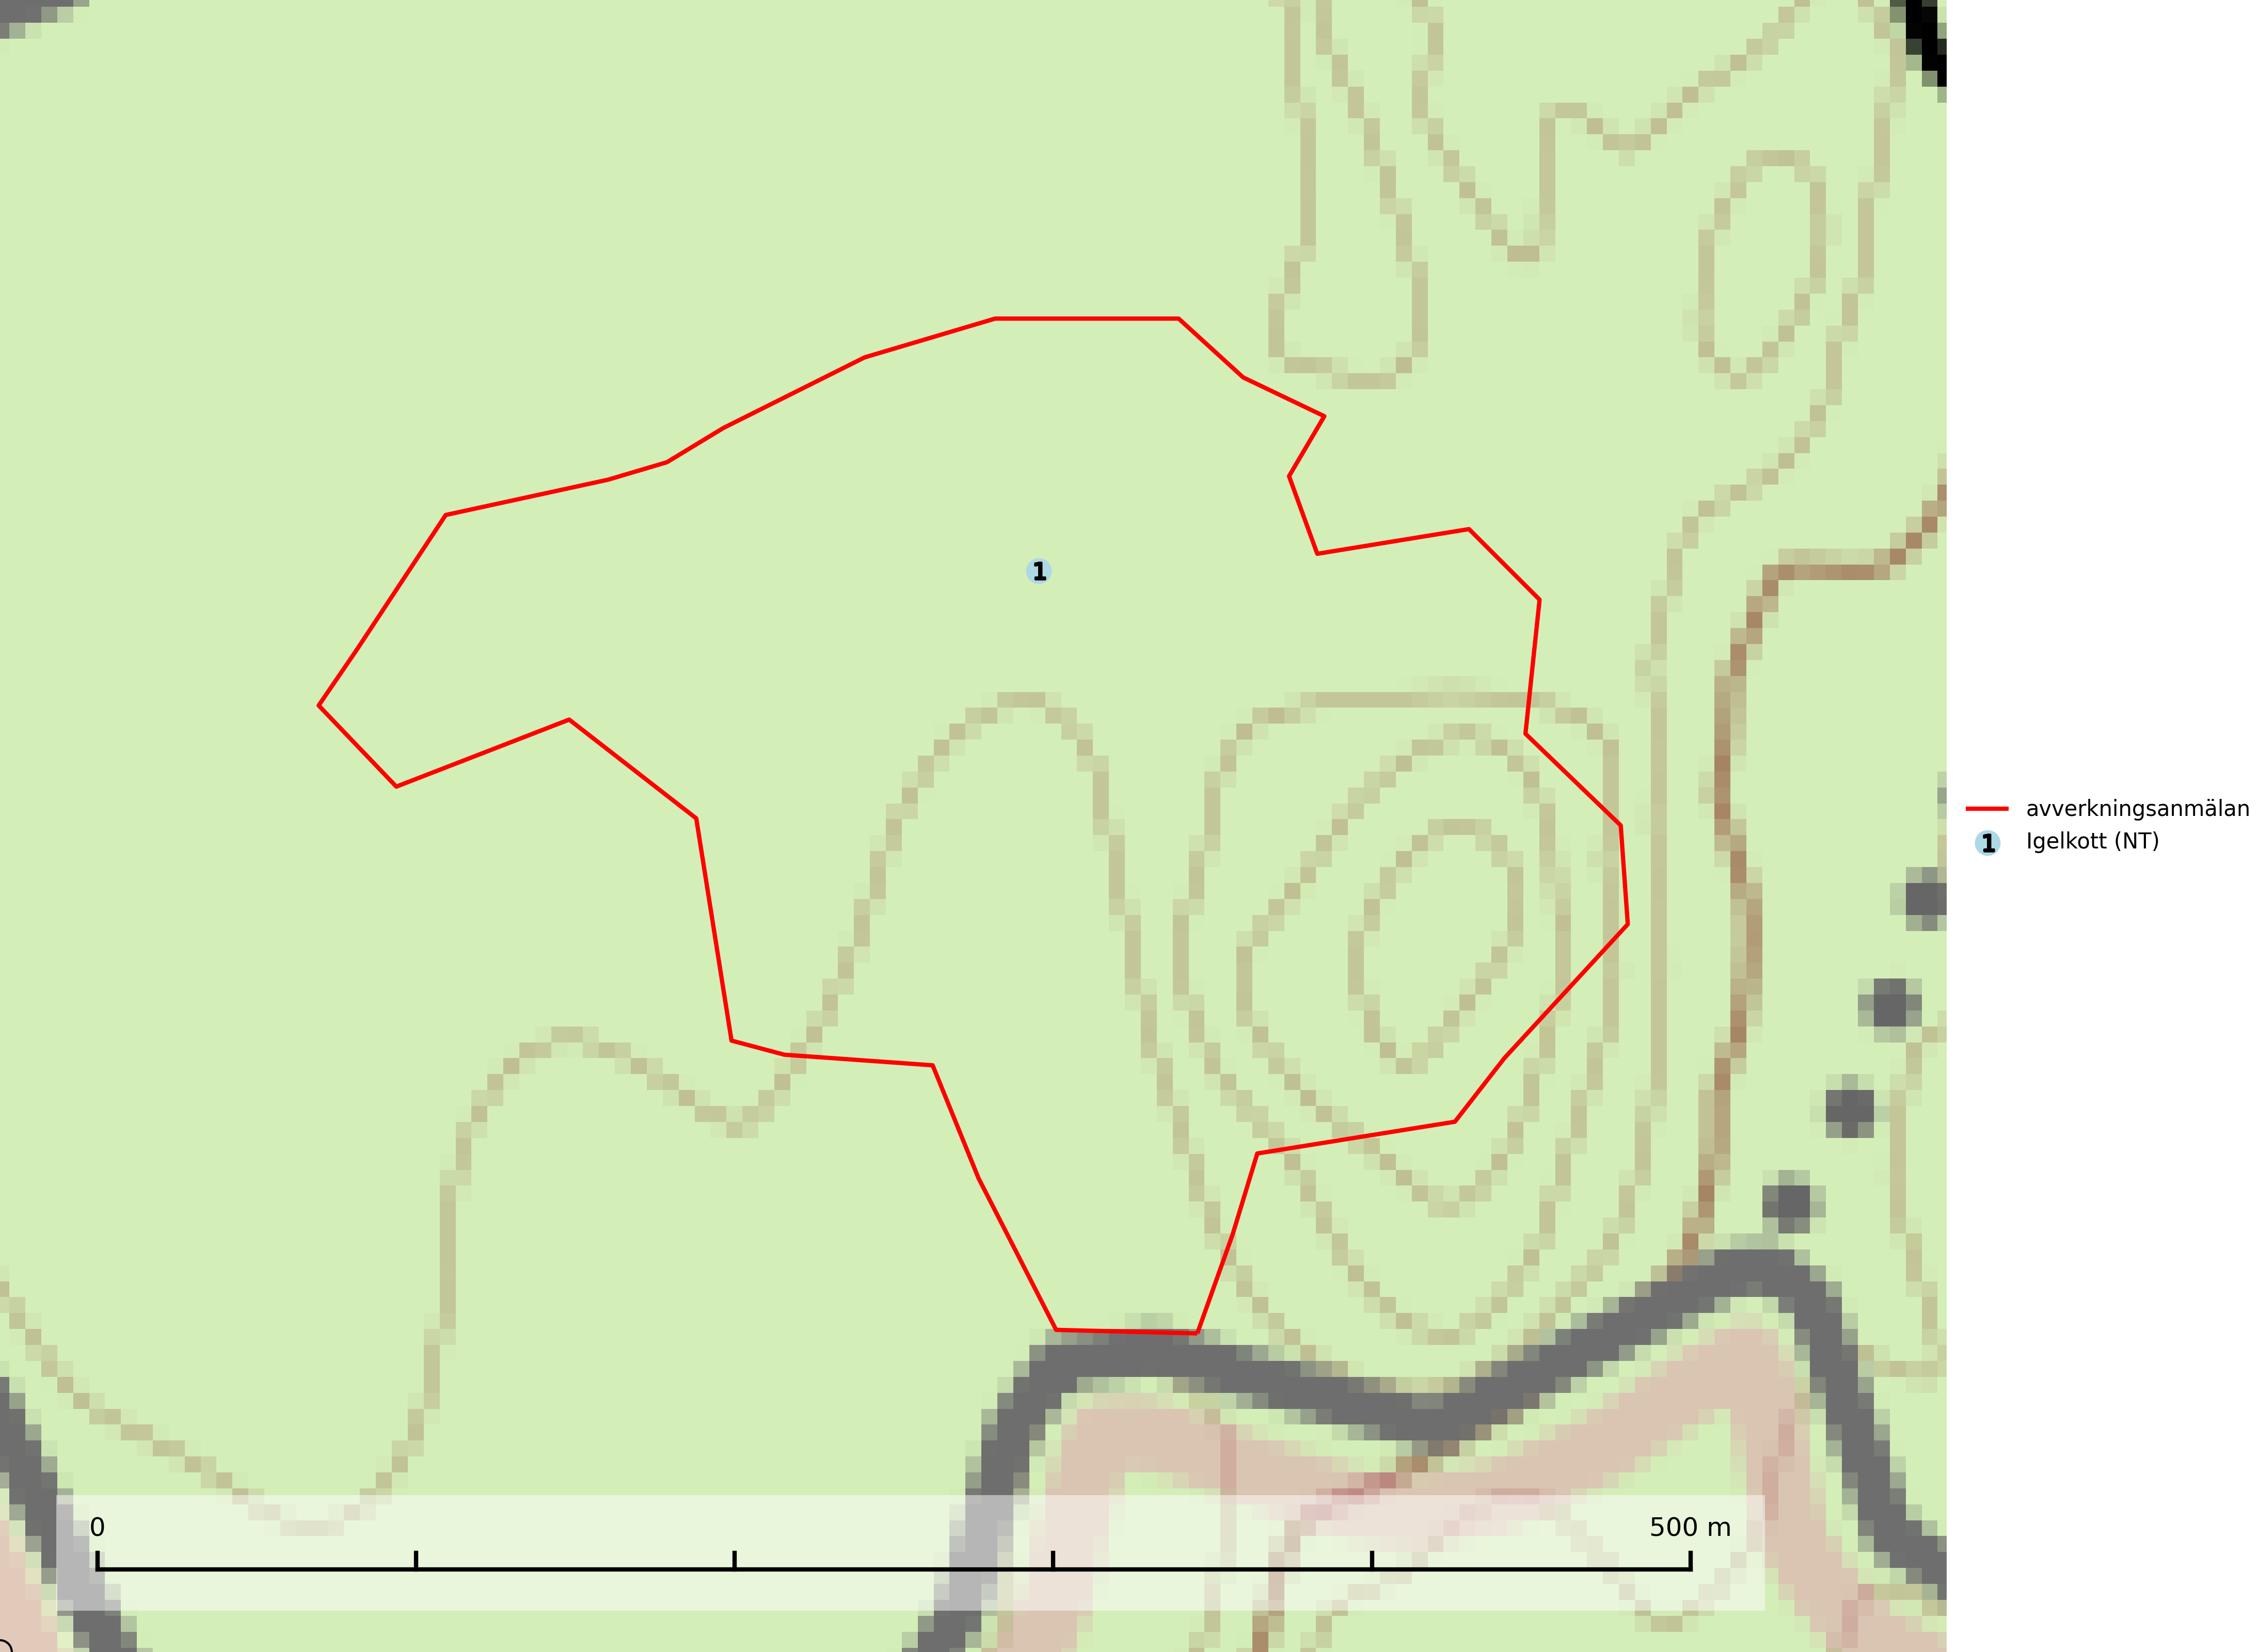 1
avverkningsanmälan
1 Igelkott (NT)
0 500 m